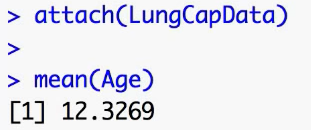 > attach(LungCapData)
>
> mean(Age)
[1] 12.3269